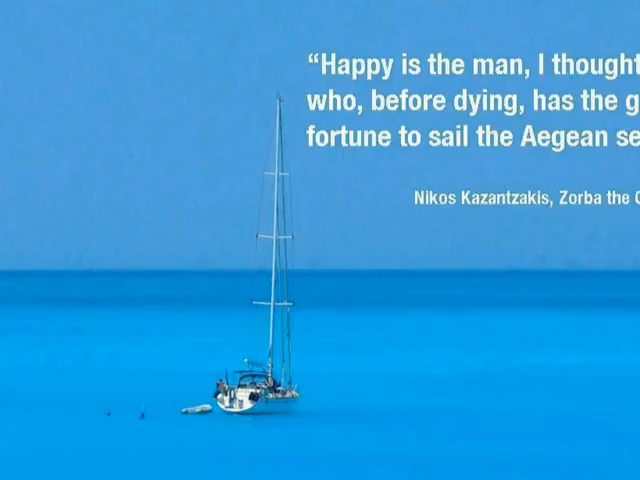 “Happy is the man, I thought
who, before dying, has the g
fortune to sail the Aegean se
Nikos Kazantzakis, Zorba the